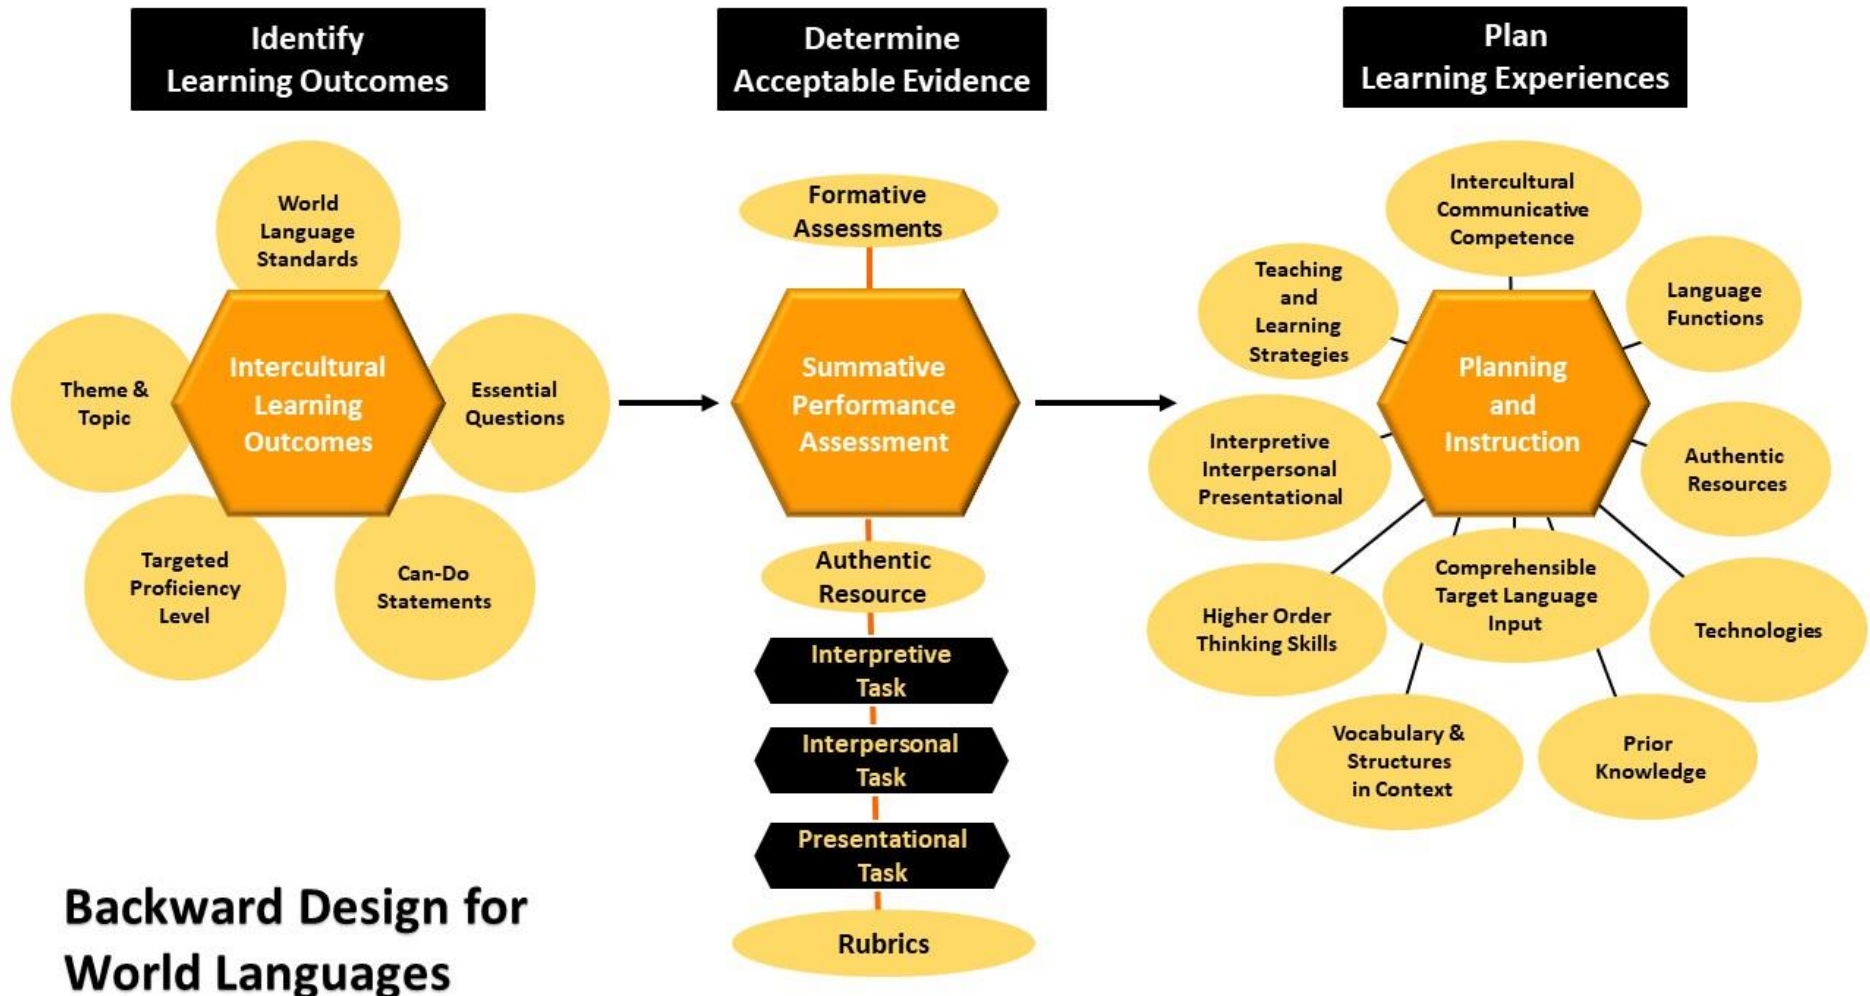 Identify
Learning Outcomes
World
Language
Standards
Theme &
Topic
Intercultural
Learning
Outcomes
Essential
Questions
Targeted
Proficiency
Level
Can-Do
Statements
Determine
Acceptable Evidence
Formative
Assessments
Summative
Performance
Assessment
Authentic
Resource
Interpretive
Task
Interpersonal
Task
Presentational
Task
Rubrics
Plan
Learning Experiences
Intercultural
Communicative
Competence
Teaching
and
Learning
Strategies
Language
Functions
Planning
and
Instruction
Interpretive
Interpersonal
Presentational
Authentic
Resources
Higher Order
Thinking Skills
Comprehensible
Target Language
Input
Technologies
Vocabulary &
Structures
in Context
Prior
Knowledge
Backward Design for
World Languages